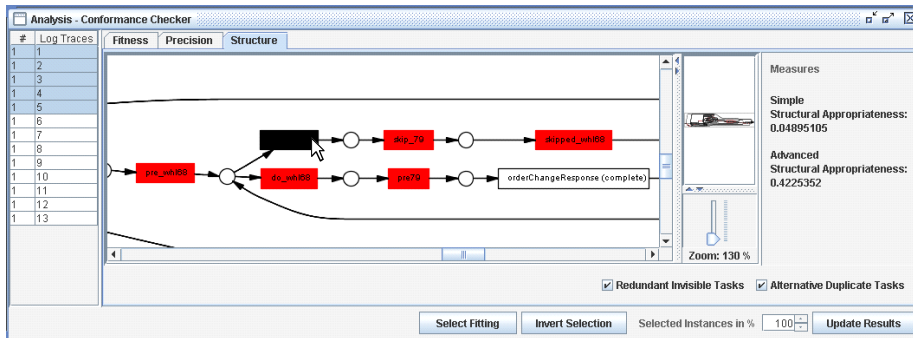 Analysis - Conformance Checker
# Log Traces
1 1
1 2
1 3
1 4
1 5
1 6
1 7
1 8
1 9
1 10
1 11
1 12
1 13
Fitness Precision Structure
skip_79
skipped_whl68
pre_whl68
do_whl68
pre79
orderChangeResponse (complete)
Zoom: 130 %
Measures
Simple
Structural Appropriateness:
0.04895105
Advanced
Structural Appropriateness:
0.4225352
Redundant Invisible Tasks Alternative Duplicate Tasks
Select Fitting Invert Selection Selected Instances in % 100 Update Results